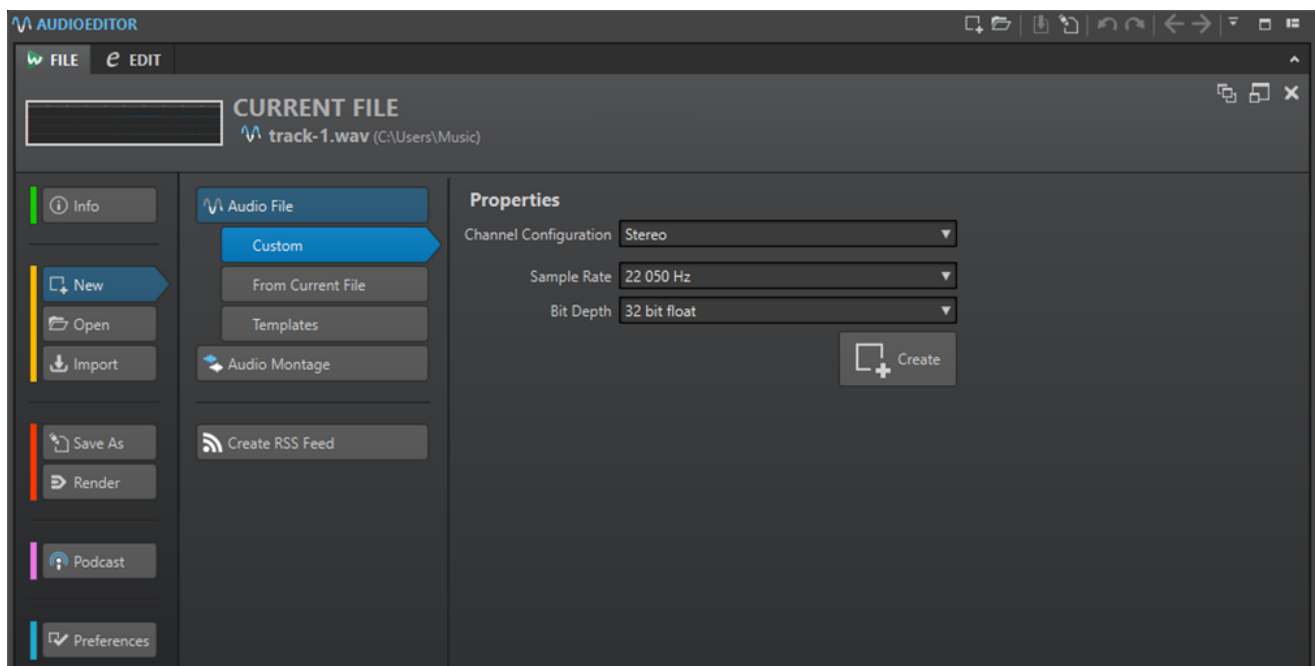 AUDIOEDITOR
FILE EDIT
CURRENT FILE
track-1.wav (C:\Users\Music)
Info
New
Open
Import
Save As
Render
Podcast
Preferences
Audio File
Custom
From Current File
Templates
Audio Montage
Create RSS Feed
Properties
Channel Configuration Stereo
Sample Rate 22 050 Hz
Bit Depth 32 bit float
Create